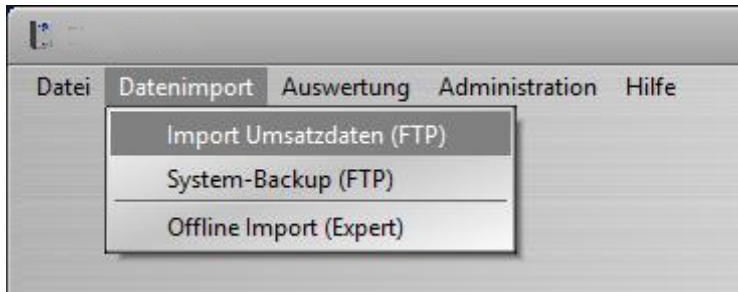 Datei Datenimport Auswertung Administration Hilfe
Import Umsatzdaten (FTP)
System-Backup (FTP)
Offline Import (Expert)